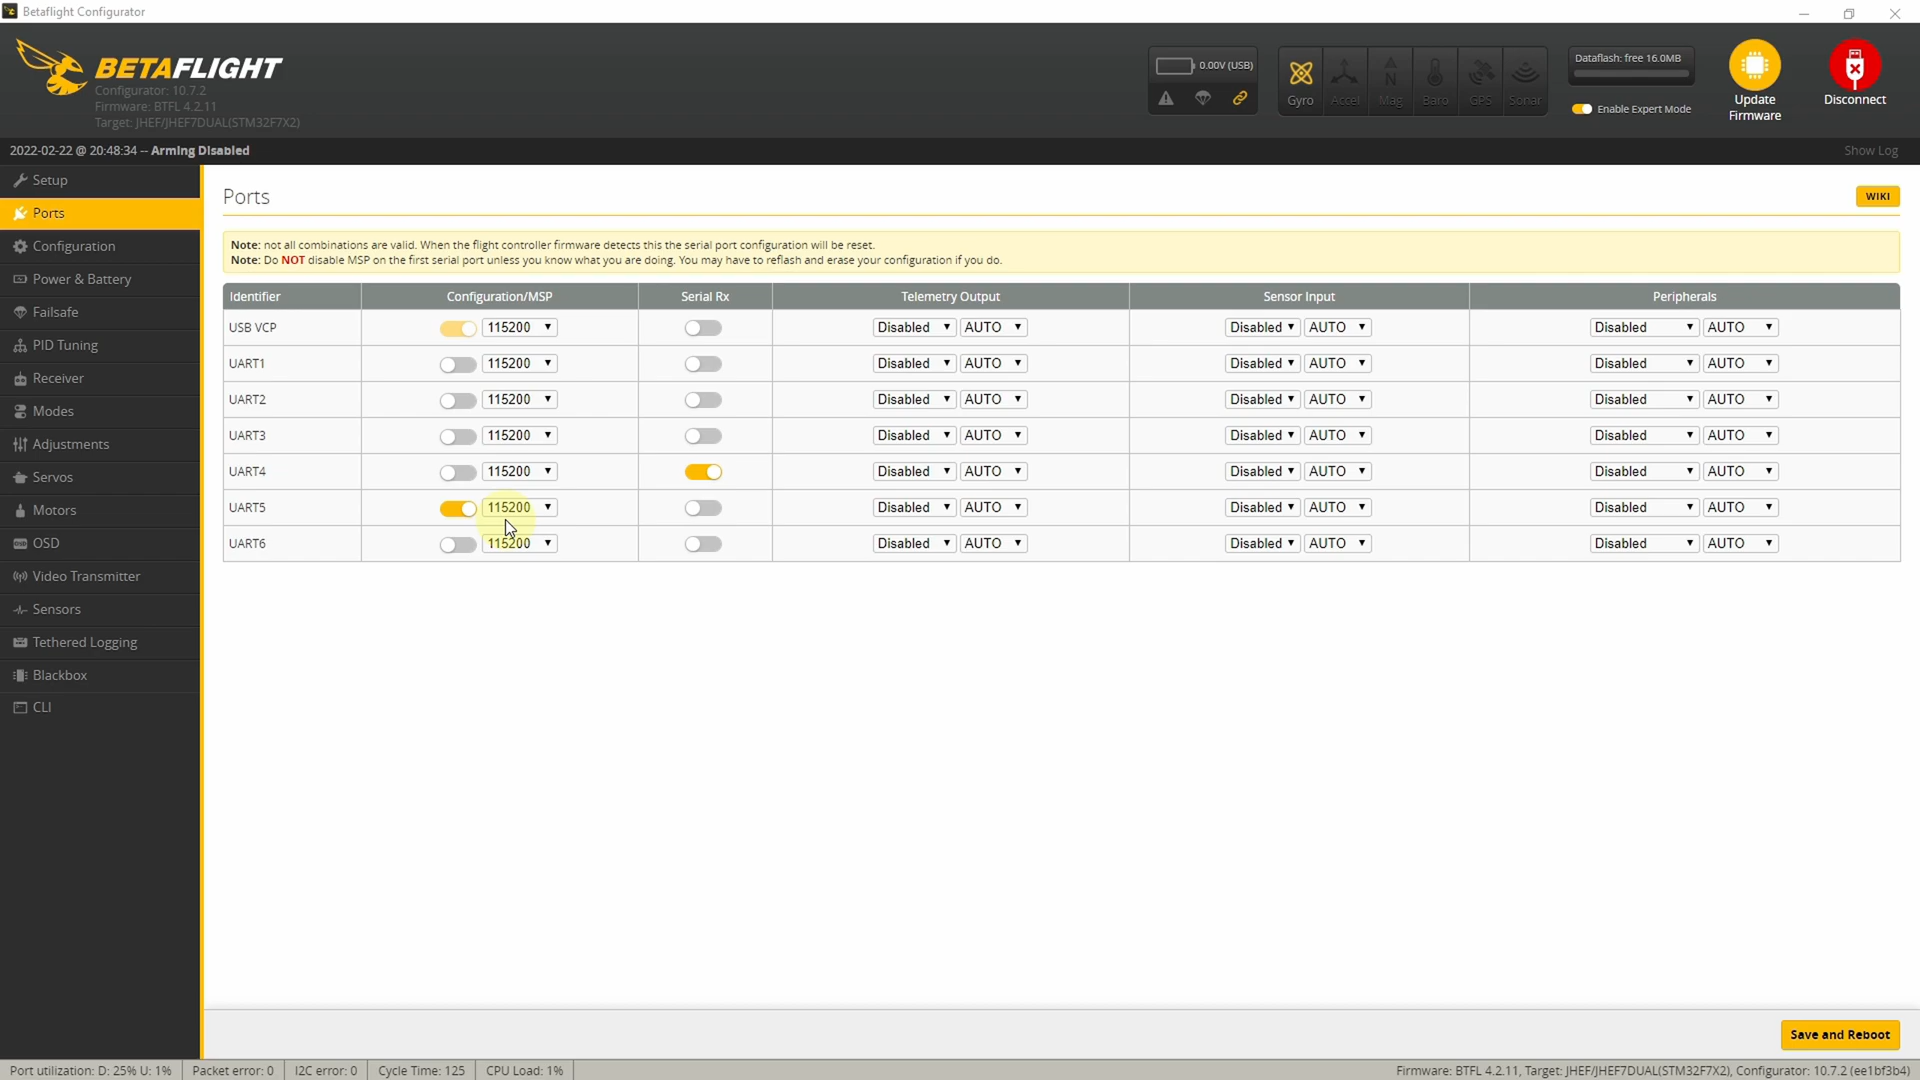 Betaflight Configurator
BETAFLIGHT
Configurator: 10.7.2
Firmware: BTFL 4.2.11
Target: JHEF/JHEF7DUAL(STM32F7X2)
0.00V (USB)
Gyro Accel Mag Baro GPS Sonar
Dataflash: free 16.0MB
Enable Expert Mode
Update
Firmware
Disconnect
2022-02-22 @ 20:48:34 -- Arming Disabled
Show Log
Setup
Ports
Configuration
Power & Battery
Failsafe
PID Tuning
Receiver
Modes
Adjustments
Servos
Motors
OSD
Video Transmitter
Sensors
Tethered Logging
Blackbox
CLI
Ports
WIKI
Note: not all combinations are valid. When the flight controller firmware detects this the serial port configuration will be reset.
Note: Do NOT disable MSP on the first serial port unless you know what you are doing. You may have to reflash and erase your configuration if you do.
Identifier Configuration/MSP Serial Rx Telemetry Output Sensor Input Peripherals
USB VCP 115200 Disabled AUTO Disabled AUTO Disabled AUTO
UART1 115200 Disabled AUTO Disabled AUTO Disabled AUTO
UART2 115200 Disabled AUTO Disabled AUTO Disabled AUTO
UART3 115200 Disabled AUTO Disabled AUTO Disabled AUTO
UART4 115200 Disabled AUTO Disabled AUTO Disabled AUTO
UART5 115200 Disabled AUTO Disabled AUTO Disabled AUTO
UART6 115200 Disabled AUTO Disabled AUTO Disabled AUTO
Save and Reboot
Port utilization: D: 25% U: 1% Packet error: 0 I2C error: 0 Cycle Time: 125 CPU Load: 1% Firmware: BTFL 4.2.11, Target: JHEF/JHEF7DUAL(STM32F7X2), Configurator: 10.7.2 (ee1bf3b4)